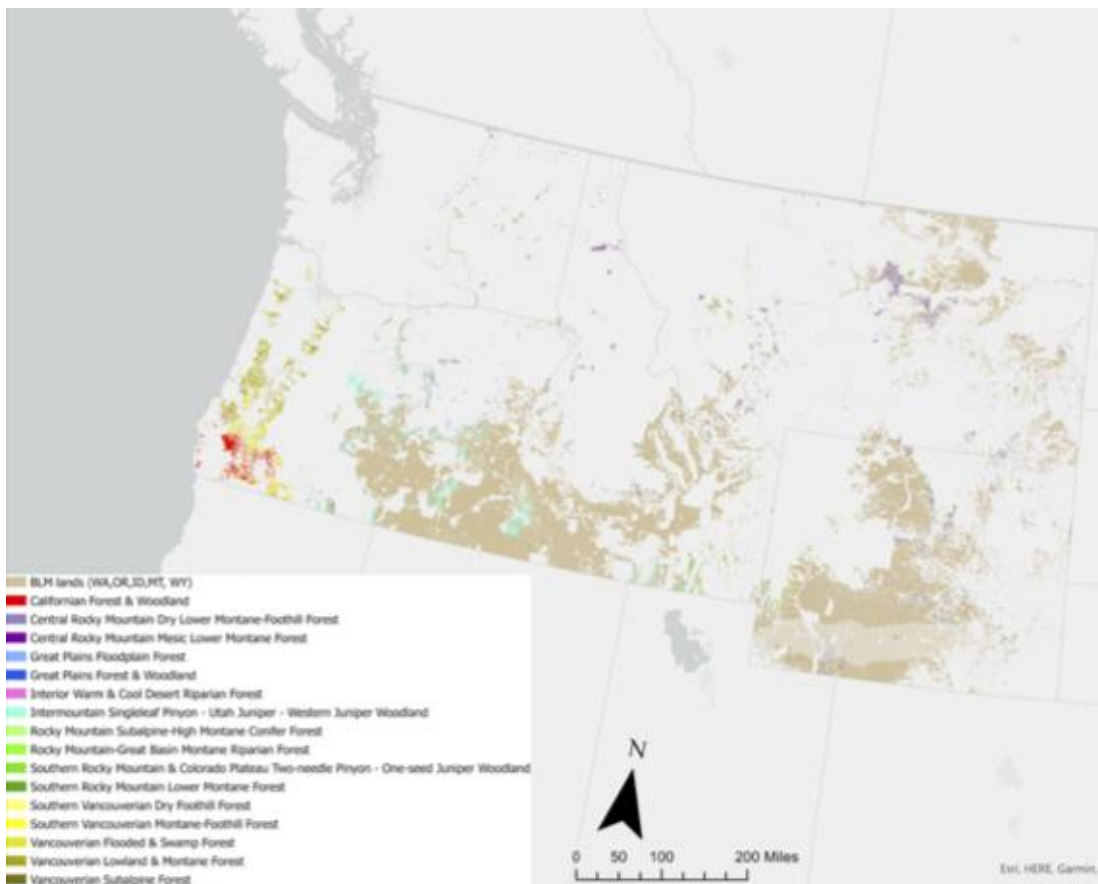 BLM lands (WA,OR,ID,MT, WY)
Californian Forest & Woodland
Central Rocky Mountain Dry Lower Montane-Foothill Forest
Central Rocky Mountain Mesic Lower Montane Forest
Great Plains Floodplain Forest
Great Plains Forest & Woodland
Interior Warm & Cool Desert Riparian Forest
Intermountain Singleleaf Pinyon - Utah Juniper - Western Juniper Woodland
Rocky Mountain Subalpine-High Montane Conifer Forest
Rocky Mountain-Great Basin Montane Riparian Forest
Southern Rocky Mountain & Colorado Plateau Two-needle Pinyon - One-seed Juniper Woodland
Southern Rocky Mountain Lower Montane Forest
Southern Vancouverian Dry Foothill Forest
Southern Vancouverian Montane-Foothill Forest
Vancouverian Flooded & Swamp Forest
Vancouverian Lowland & Montane Forest
Vancouverian Subalpine Forest
N
0 50 100 200 Miles
Esri, HERE, Garmin,